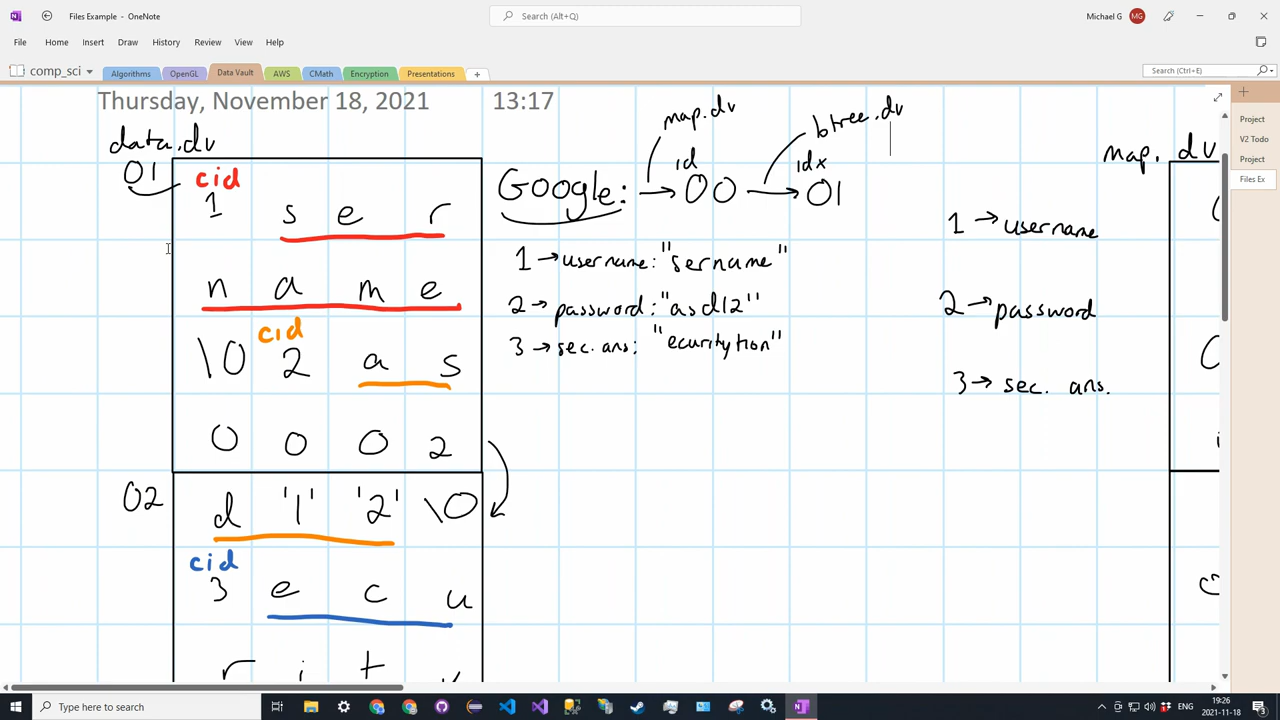 Files Example - OneNote
Search (Alt+Q)
Michael G
MG
File Home Insert Draw History Review View Help
comp_sci
Algorithms OpenGL Data Vault AWS CMath Encryption Presentations +
Search (Ctrl+E)
Thursday, November 18, 2021 13:17
Project
V2 Todo
Project
Files Ex
data.dv
01
cid
1 s e r
n a m e
cid
\0 2 a s
0 0 0 2
02
d '1' '2' \0
cid
3 e c u
r i t y
map.dv
btree.dv
id
idx
Google: → 00 → 01
1 → username: "sername"
2 → password: "asd12"
3 → sec. ans: "ecuritytion"
1 → username
2 → password
3 → sec. ans.
map. dv
Type here to search
ENG
19:26
2021-11-18